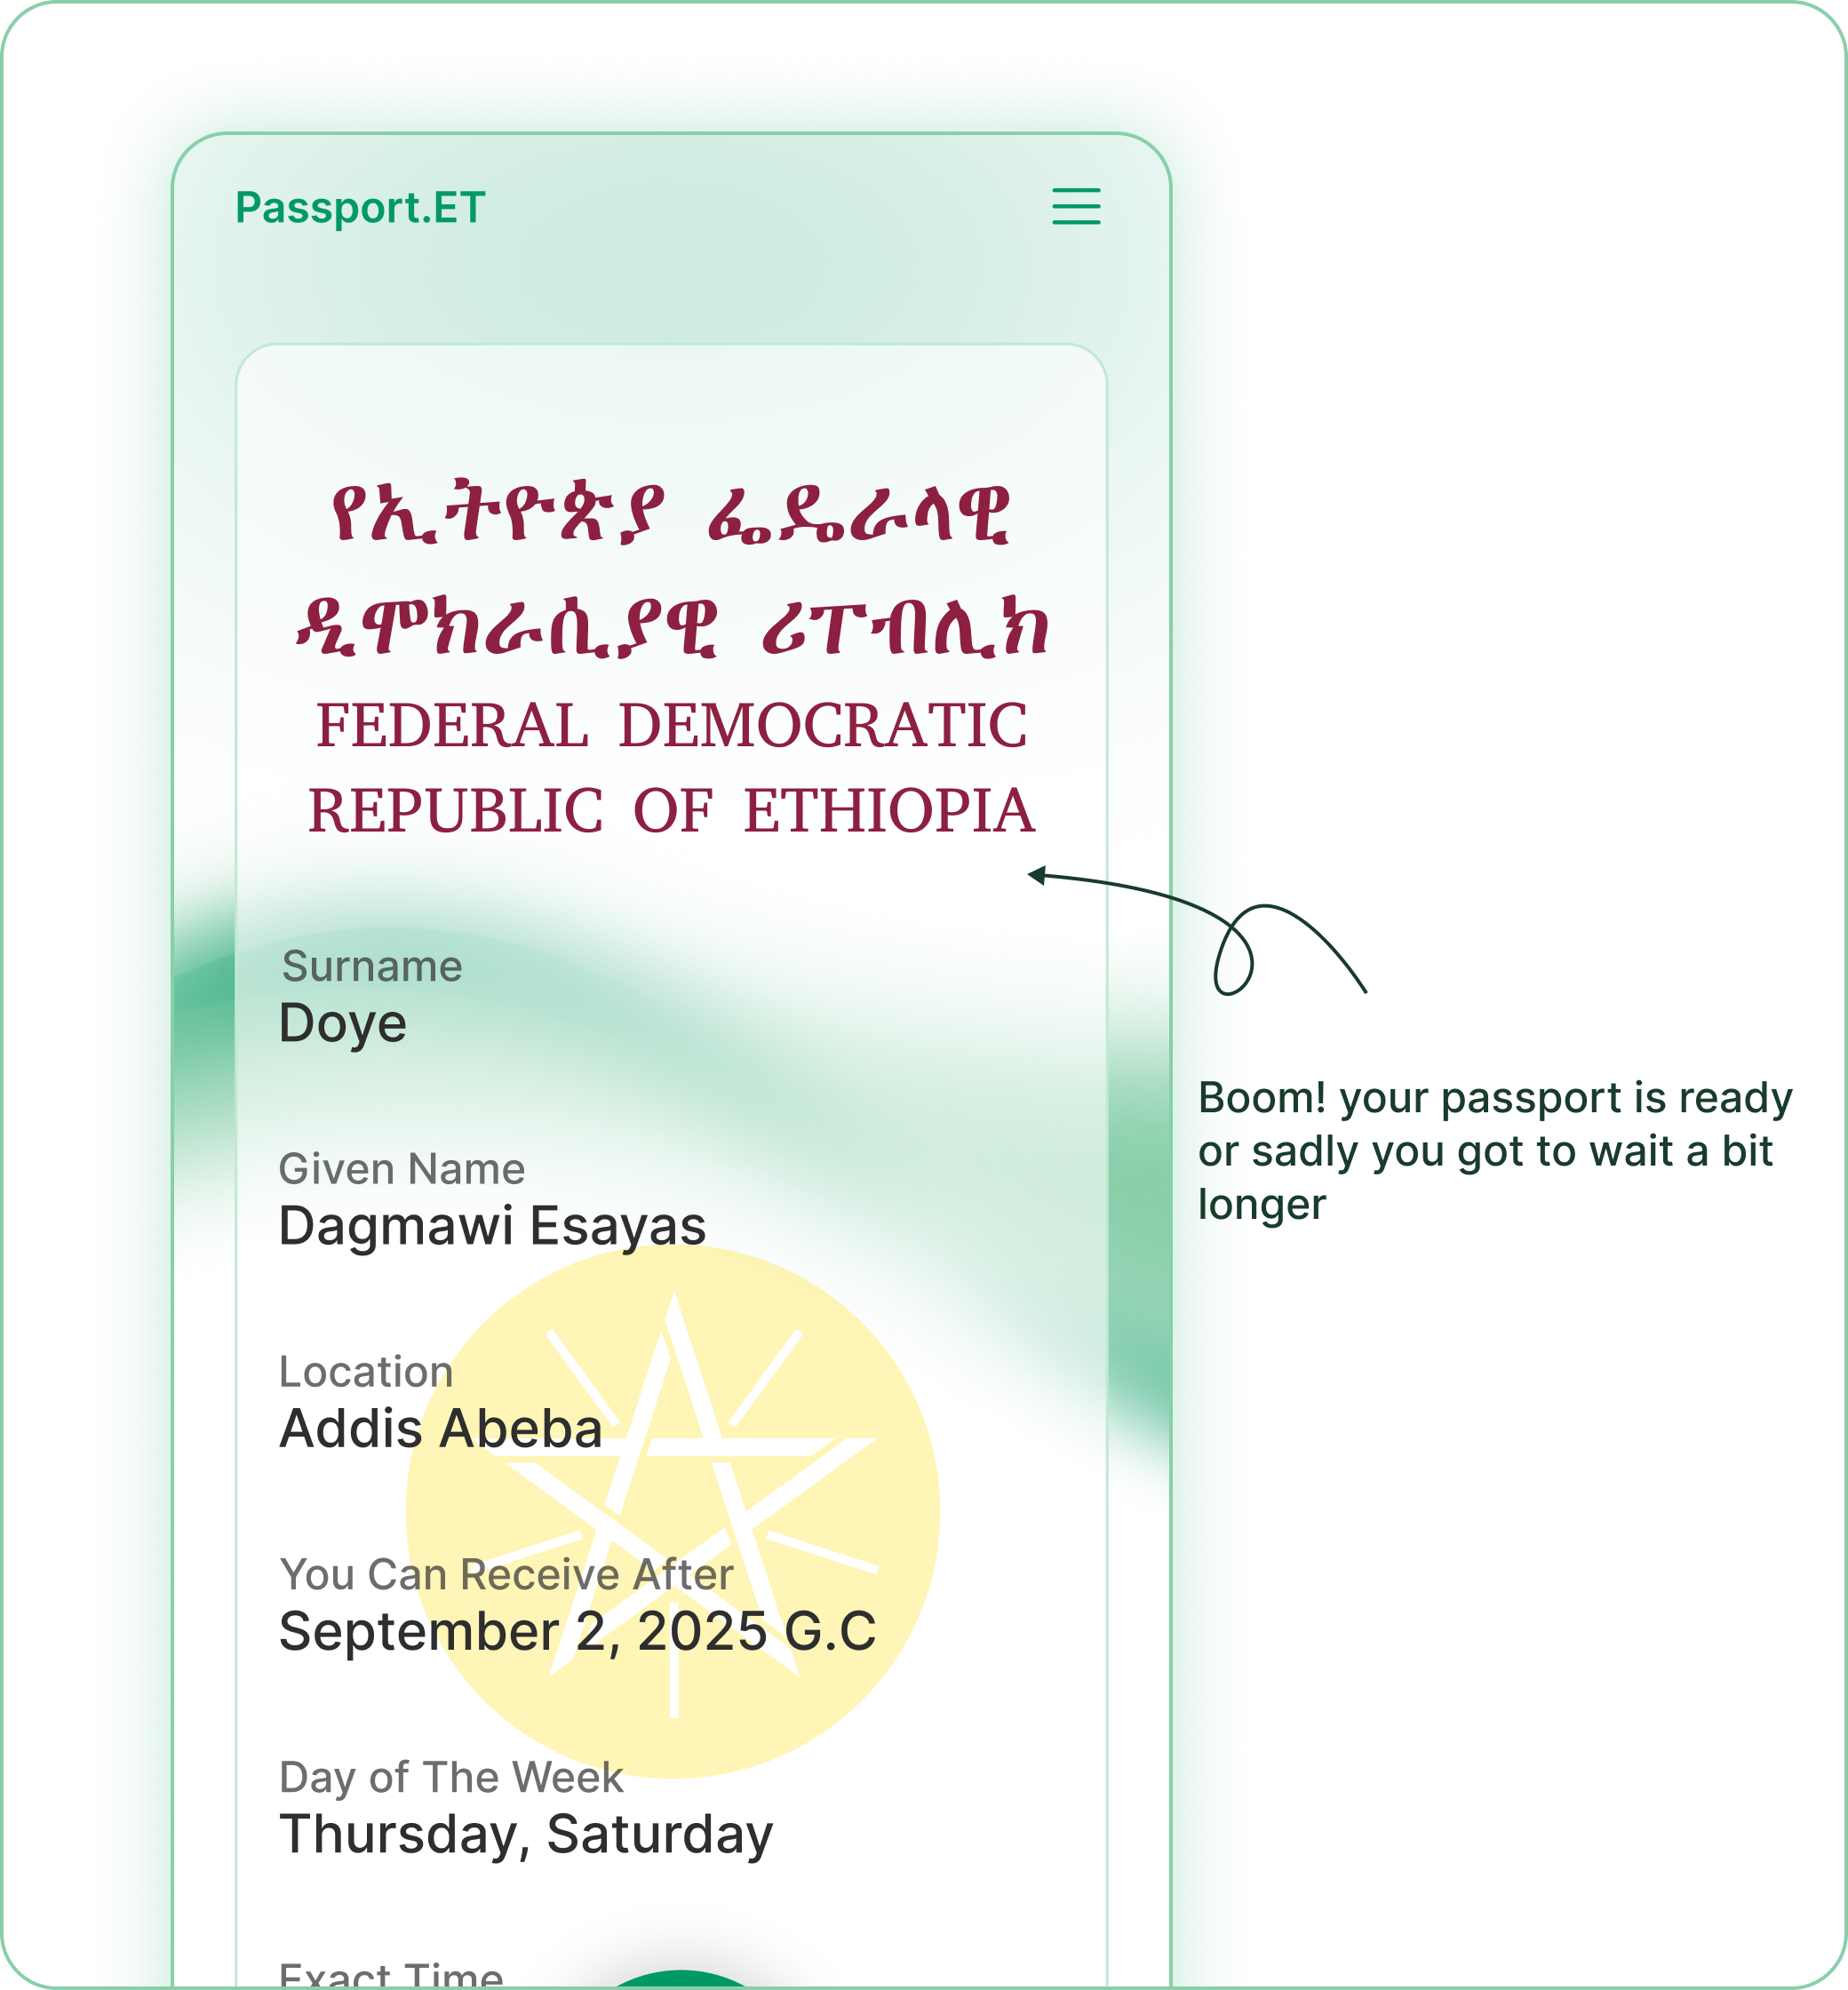 Passport.ET
የኢትዮጵያ ፌዴራላዊ
ዲሞክራሲያዊ ሪፐብሊክ
FEDERAL DEMOCRATIC
REPUBLIC OF ETHIOPIA
Surname
Doye
Given Name
Dagmawi Esayas
Location
Addis Abeba
You Can Receive After
September 2, 2025 G.C
Day of The Week
Thursday, Saturday
Exact Time
Boom! your passport is ready
or sadly you got to wait a bit
longer